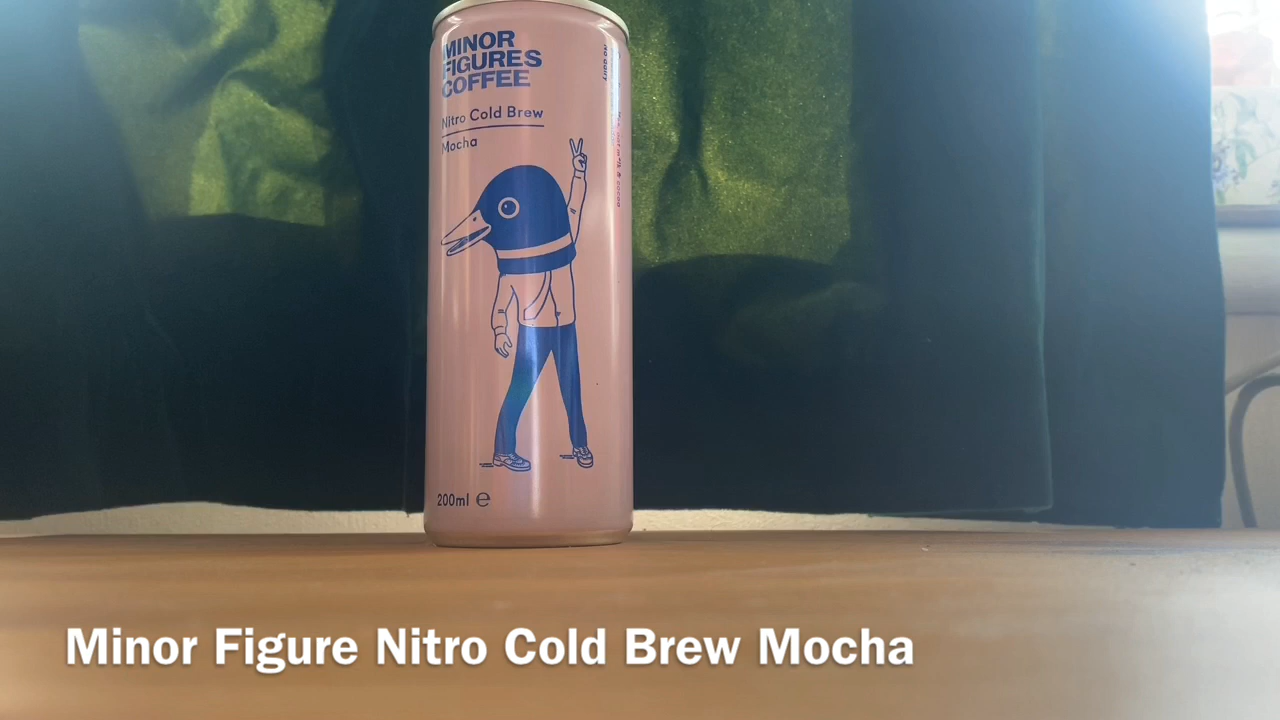 MINOR
FIGURES
COFFEE
Nitro Cold Brew
Mocha
200ml ℮
Minor Figure Nitro Cold Brew Mocha